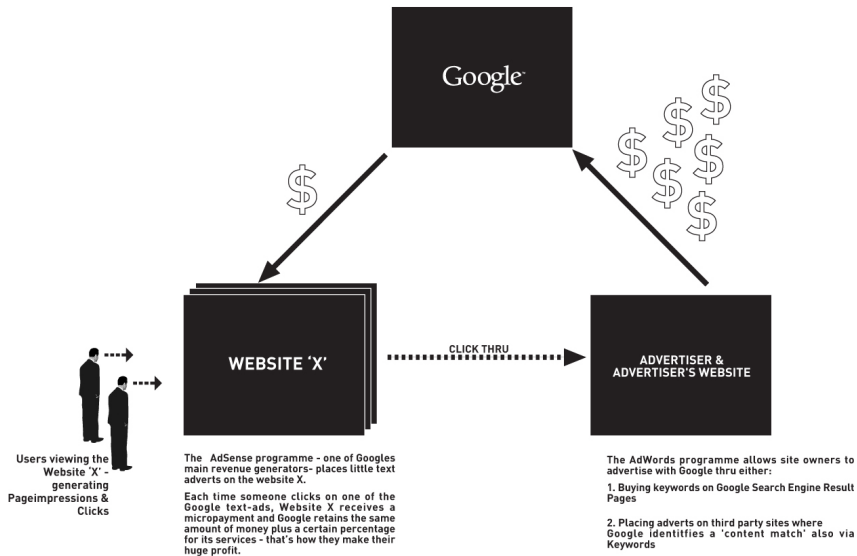 Google™
$
$
$
$
$
$
$
$
WEBSITE ‘X’
CLICK THRU
ADVERTISER &
ADVERTISER'S WEBSITE
Users viewing the
Website 'X' -
generating
Pageimpressions &
Clicks
The AdSense programme - one of Googles
main revenue generators- places little text
adverts on the website X.
Each time someone clicks on one of the
Google text-ads, Website X receives a
micropayment and Google retains the same
amount of money plus a certain percentage
for its services - that's how they make their
huge profit.
The AdWords programme allows site owners to
advertise with Google thru either:
1. Buying keywords on Google Search Engine Result
Pages
2. Placing adverts on third party sites where
Google identitfies a 'content match' also via
Keywords